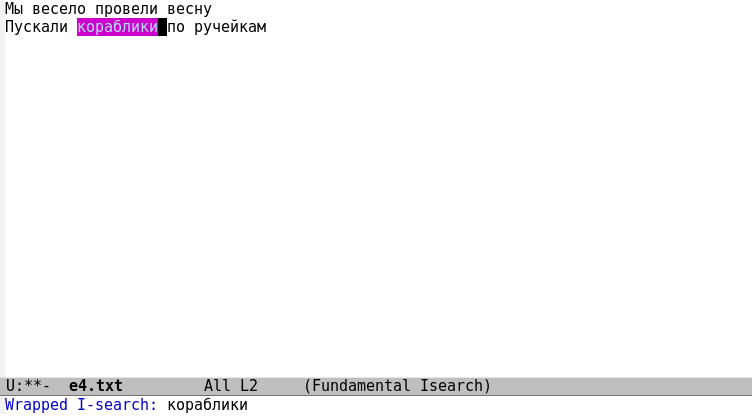 Мы весело провели весну
Пускали кораблики по ручейкам
U:**-  e4.txt         All L2     (Fundamental Isearch)
Wrapped I-search: кораблики